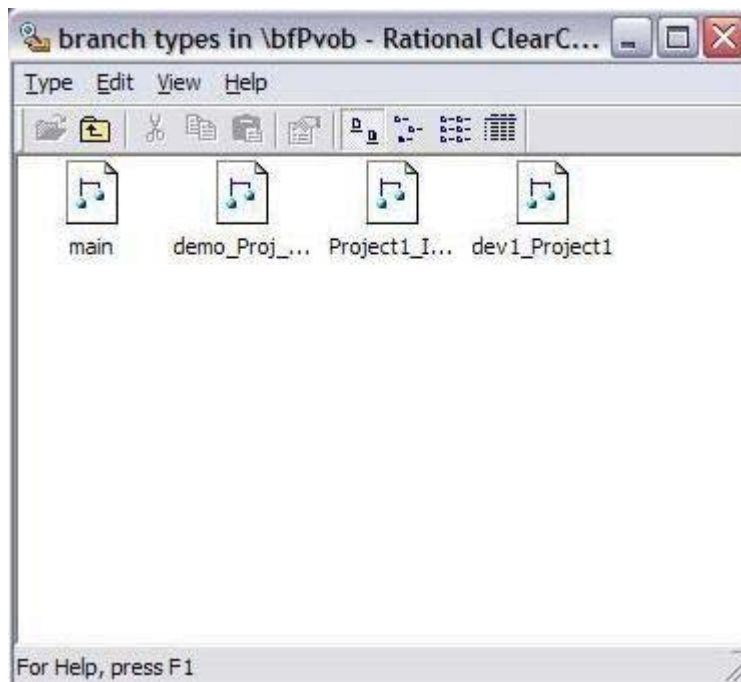 branch types in \bfPvob - Rational ClearC...
Type Edit View Help
main demo_Proj_... Project1_I... dev1_Project1
For Help, press F1